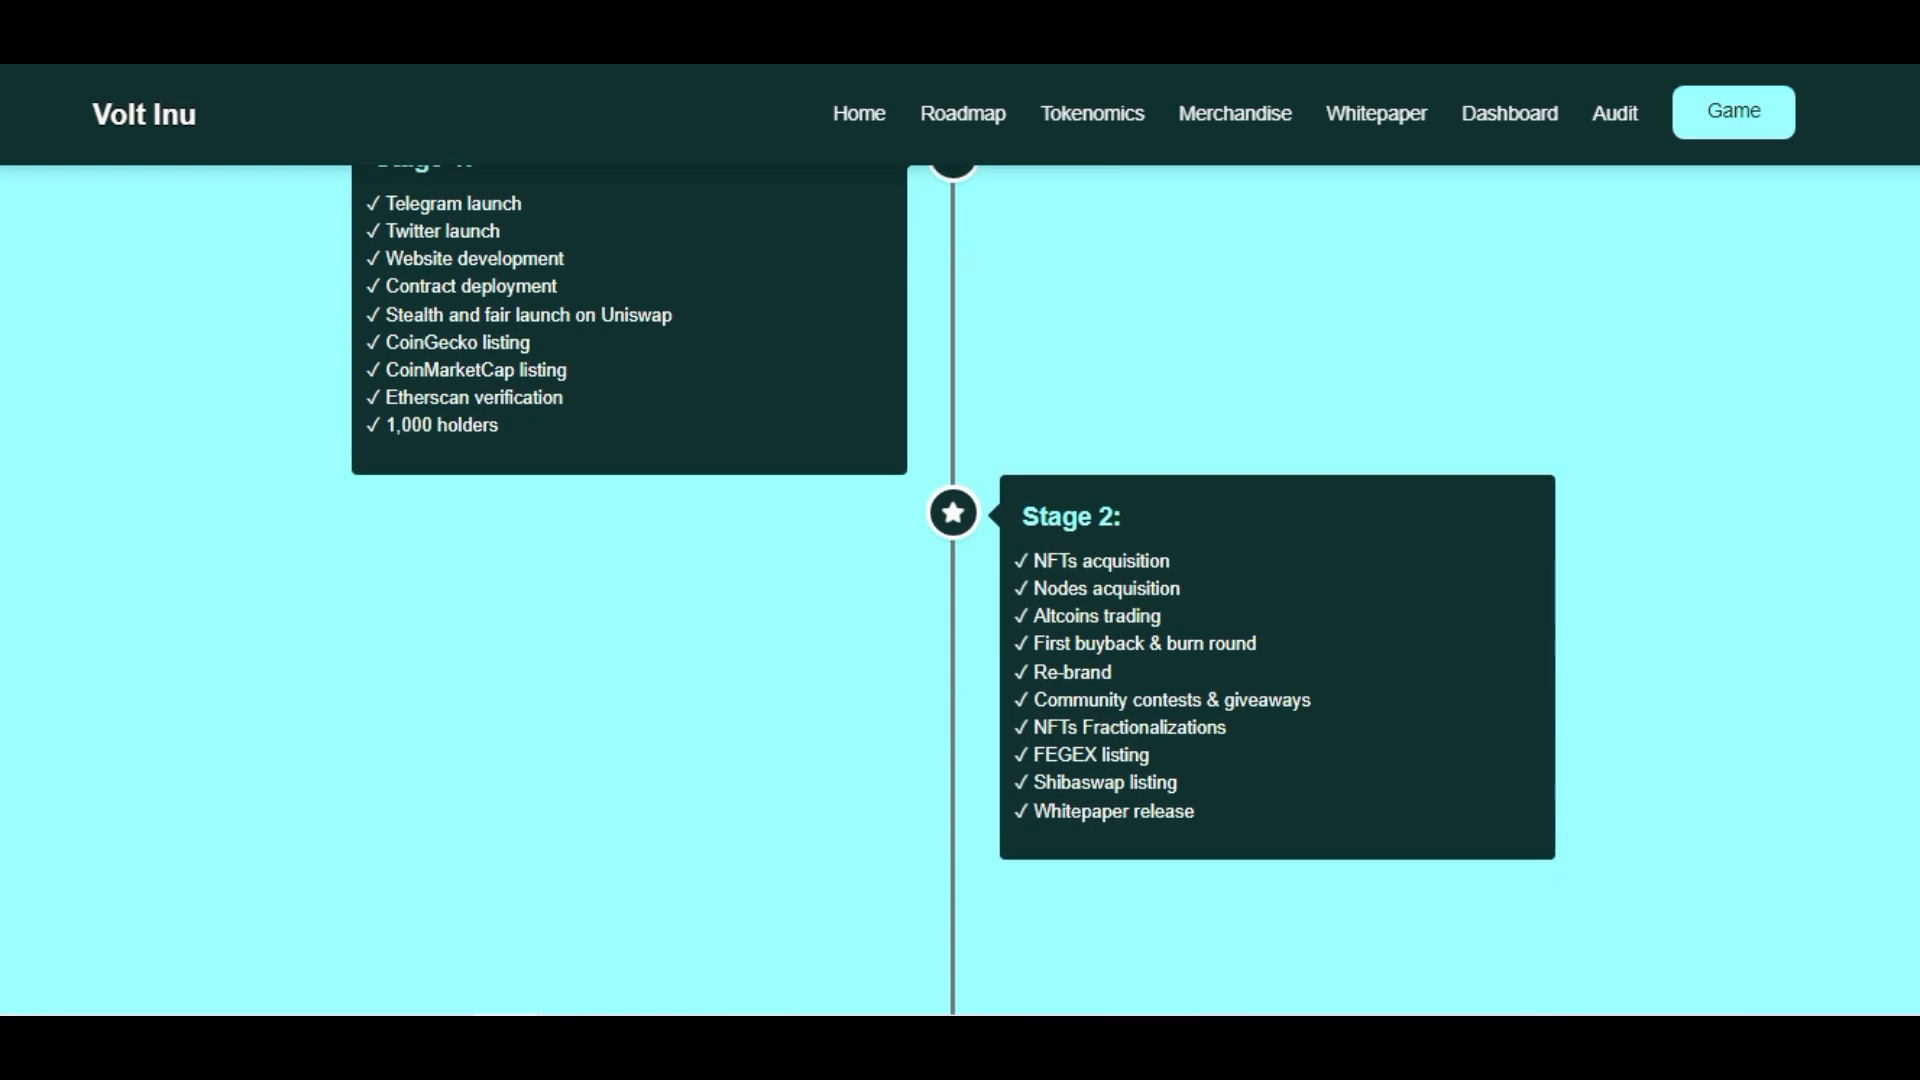 Volt Inu
Home Roadmap Tokenomics Merchandise Whitepaper Dashboard Audit Game
✓ Telegram launch
✓ Twitter launch
✓ Website development
✓ Contract deployment
✓ Stealth and fair launch on Uniswap
✓ CoinGecko listing
✓ CoinMarketCap listing
✓ Etherscan verification
✓ 1,000 holders
Stage 2:
✓ NFTs acquisition
✓ Nodes acquisition
✓ Altcoins trading
✓ First buyback & burn round
✓ Re-brand
✓ Community contests & giveaways
✓ NFTs Fractionalizations
✓ FEGEX listing
✓ Shibaswap listing
✓ Whitepaper release